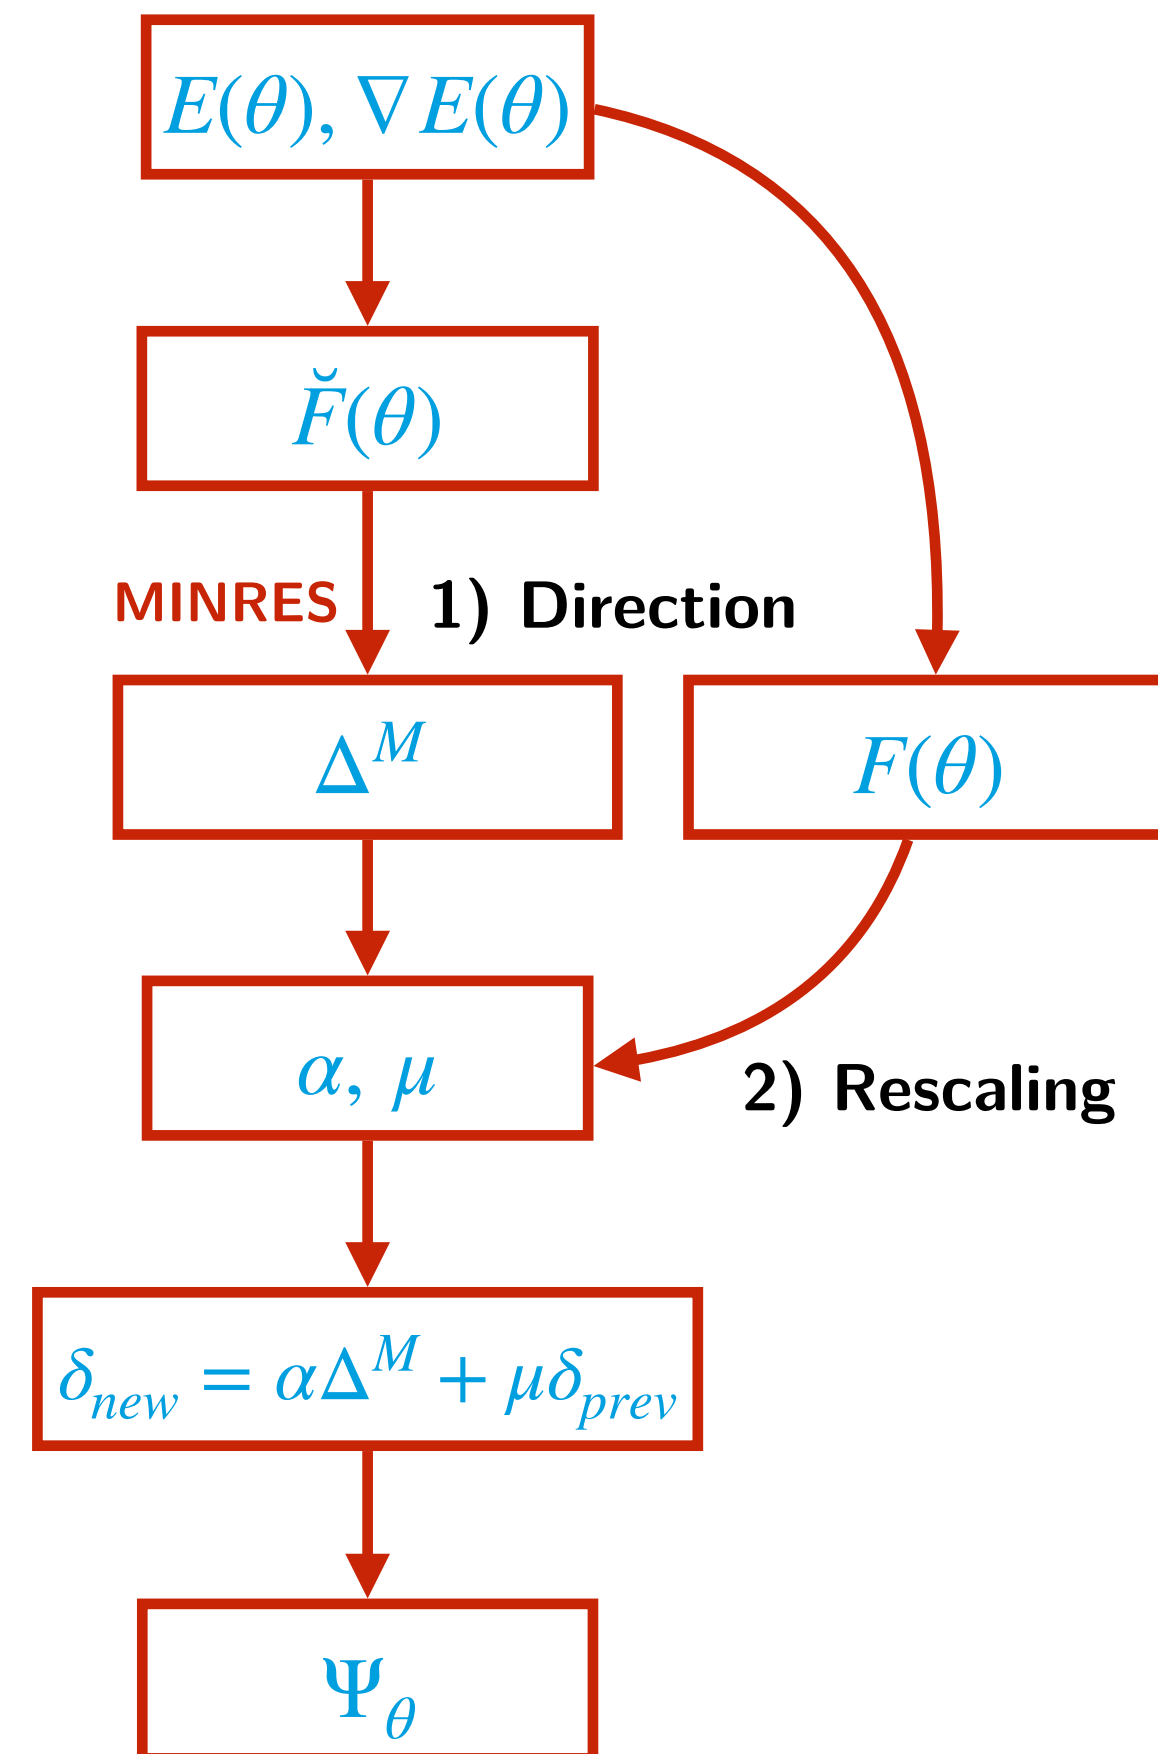 E(θ), ∇E(θ)
F̆(θ)
MINRES
1) Direction
Δ^M
F(θ)
α, μ
2) Rescaling
δ_new = αΔ^M + μδ_prev
Ψ_θ